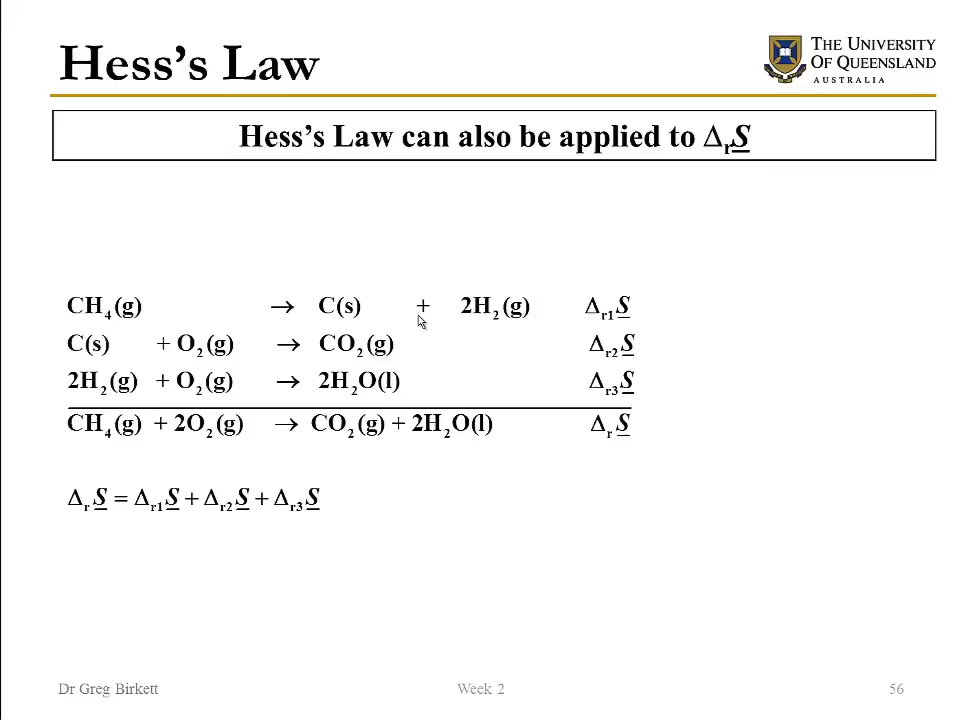 Hess's Law
THE UNIVERSITY
OF QUEENSLAND
AUSTRALIA
Hess's Law can also be applied to ΔᵣS
CH₄(g) → C(s) + 2H₂(g) Δᵣ₁S
C(s) + O₂(g) → CO₂(g) Δᵣ₂S
2H₂(g) + O₂(g) → 2H₂O(l) Δᵣ₃S
CH₄(g) + 2O₂(g) → CO₂(g) + 2H₂O(l) ΔᵣS
ΔᵣS = Δᵣ₁S + Δᵣ₂S + Δᵣ₃S
Dr Greg Birkett Week 2 56